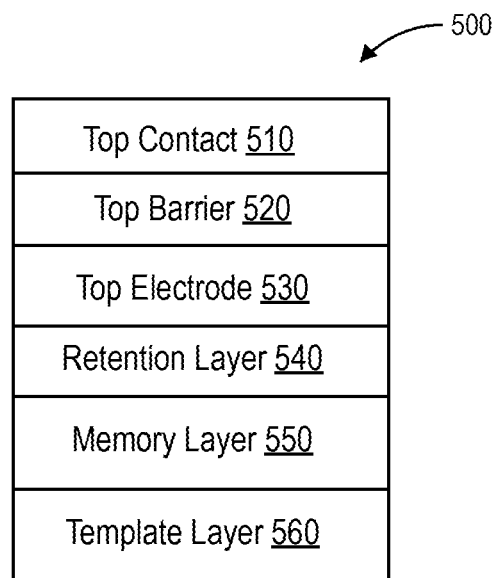 500
Top Contact 510
Top Barrier 520
Top Electrode 530
Retention Layer 540
Memory Layer 550
Template Layer 560